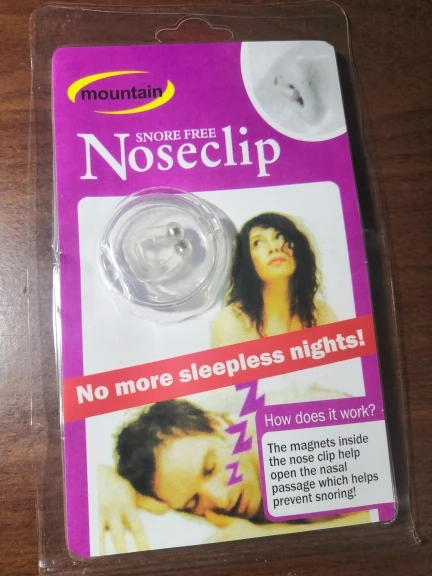 mountain
SNORE FREE
Noseclip
No more sleepless nights!
Z
Z
Z
How does it work?
The magnets inside
the nose clip help
open the nasal
passage which helps
prevent snoring!